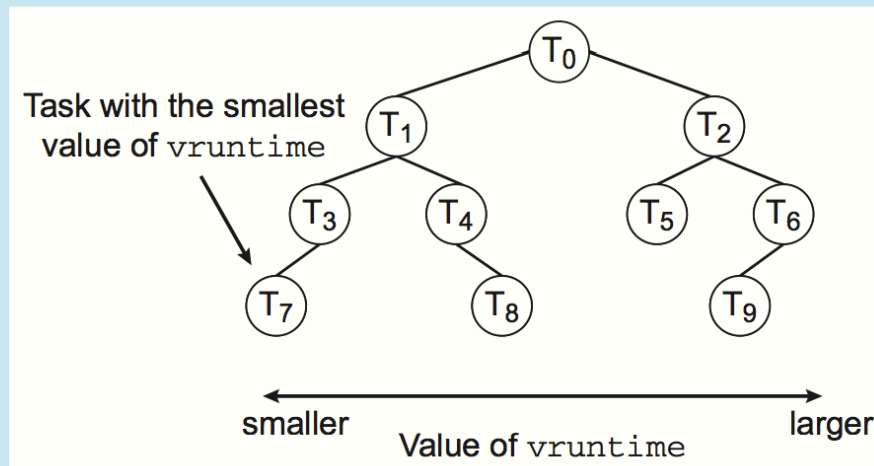 T0
Task with the smallest
value of vruntime
T1
T2
T3
T4
T5
T6
T7
T8
T9
smaller
larger
Value of vruntime